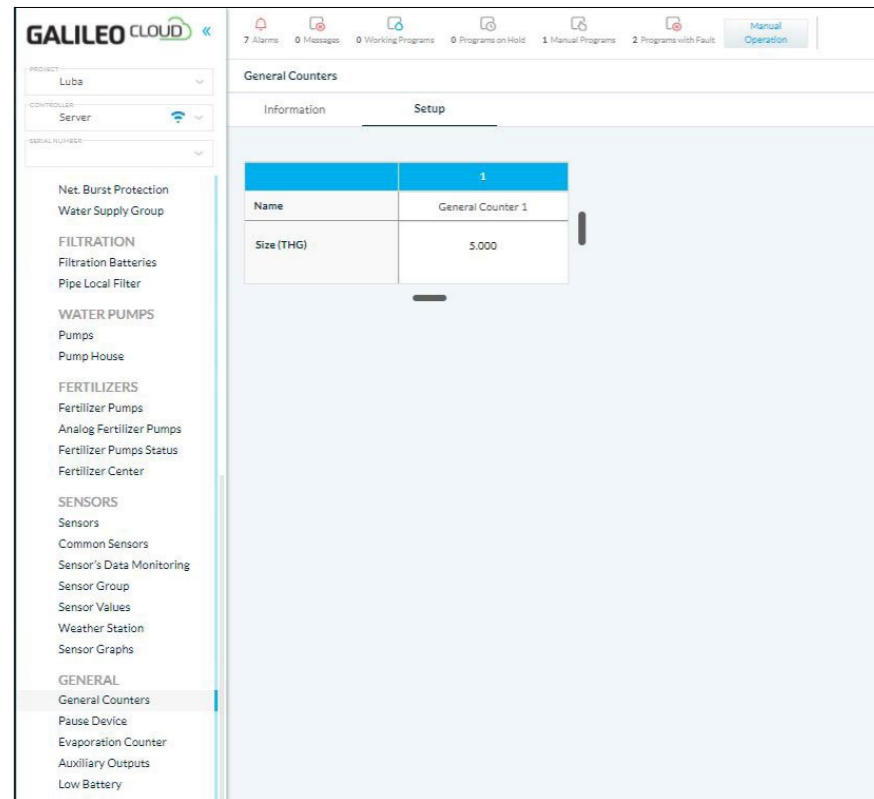 GALILEO CLOUD «
7 Alarms
0 Messages
0 Working Programs
0 Programs on Hold
1 Manual Programs
2 Programs with Fault
Manual
Operation
PROJECT
Luba
CONTROLLER
Server
SERIAL NUMBER
Net. Burst Protection
Water Supply Group
FILTRATION
Filtration Batteries
Pipe Local Filter
WATER PUMPS
Pumps
Pump House
FERTILIZERS
Fertilizer Pumps
Analog Fertilizer Pumps
Fertilizer Pumps Status
Fertilizer Center
SENSORS
Sensors
Common Sensors
Sensor's Data Monitoring
Sensor Group
Sensor Values
Weather Station
Sensor Graphs
GENERAL
General Counters
Pause Device
Evaporation Counter
Auxiliary Outputs
Low Battery
General Counters
Information Setup
1
Name General Counter 1
Size (THG) 5.000